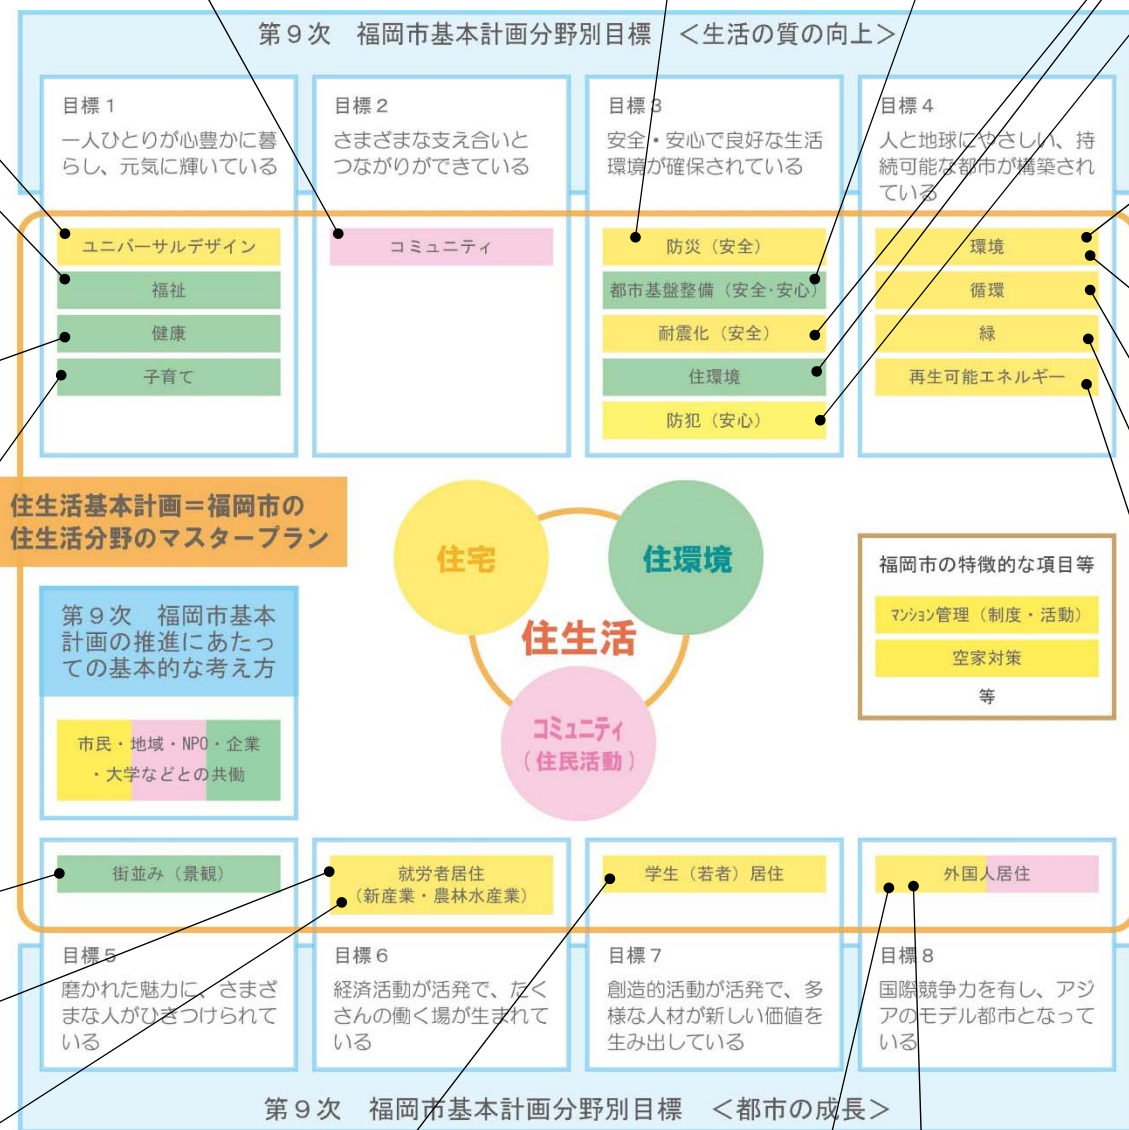 第９次　福岡市基本計画分野別目標　＜生活の質の向上＞
目標１
一人ひとりが心豊かに暮
らし、元気に輝いている
ユニバーサルデザイン
福祉
健康
子育て
目標２
さまざまな支え合いと
つながりができている
コミュニティ
目標３
安全・安心で良好な生活
環境が確保されている
防災（安全）
都市基盤整備（安全･安心）
耐震化（安全）
住環境
防犯（安心）
目標４
人と地球にやさしい、持
続可能な都市が構築され
ている
環境
循環
緑
再生可能エネルギー
住生活基本計画＝福岡市の
住生活分野のマスタープラン
第９次　福岡市基本
計画の推進にあたっ
ての基本的な考え方
市民・地域・NPO・企業
・大学などとの共働
住宅
住環境
住生活
コミュニティ
（住民活動）
福岡市の特徴的な項目等
マンション管理（制度・活動）
空家対策
等
街並み（景観）
目標５
磨かれた魅力に、さまざ
まな人がひきつけられて
いる
就労者居住
（新産業・農林水産業）
目標６
経済活動が活発で、たく
さんの働く場が生まれて
いる
学生（若者）居住
目標７
創造的活動が活発で、多
様な人材が新しい価値を
生み出している
外国人居住
目標８
国際競争力を有し、アジ
アのモデル都市となって
いる
第９次　福岡市基本計画分野別目標　＜都市の成長＞